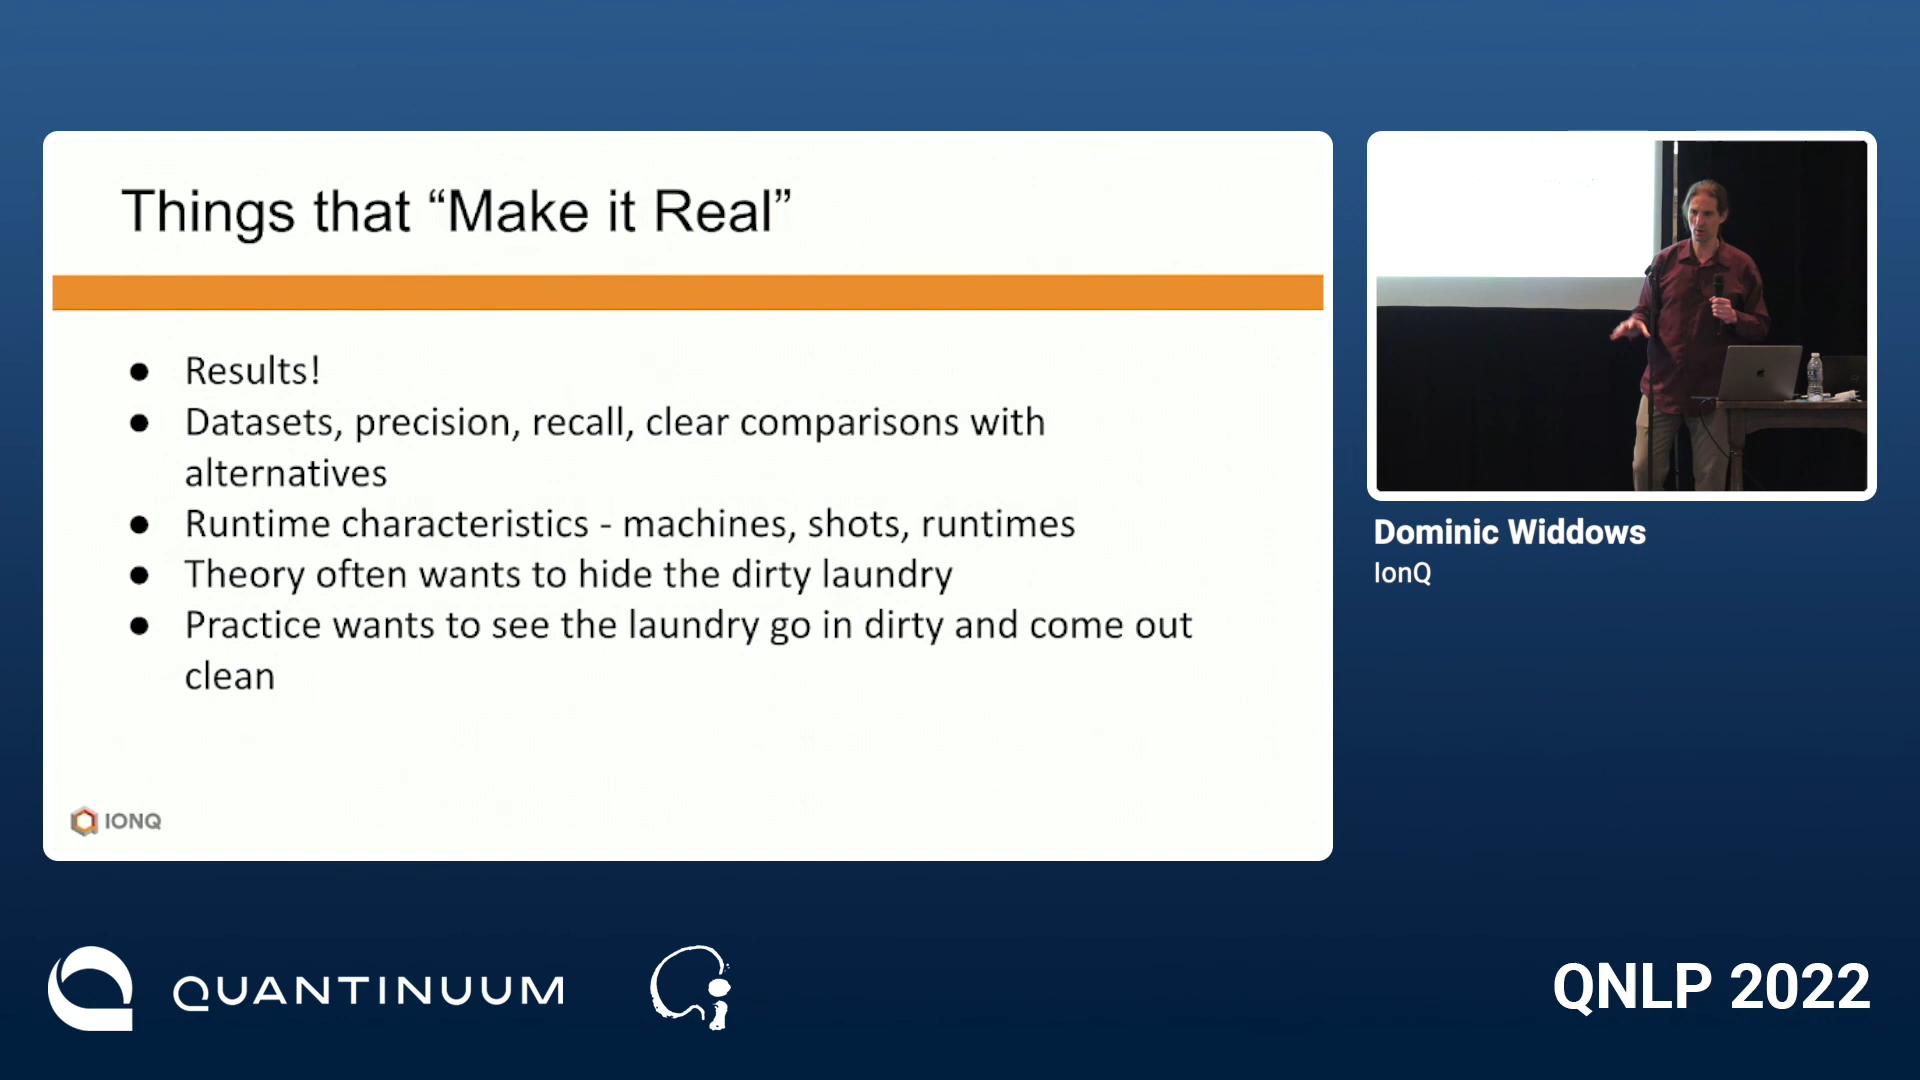 Things that “Make it Real”
● Results!
● Datasets, precision, recall, clear comparisons with
alternatives
● Runtime characteristics - machines, shots, runtimes
● Theory often wants to hide the dirty laundry
● Practice wants to see the laundry go in dirty and come out
clean
IONQ
Dominic Widdows
IonQ
QUANTINUUM
QNLP 2022